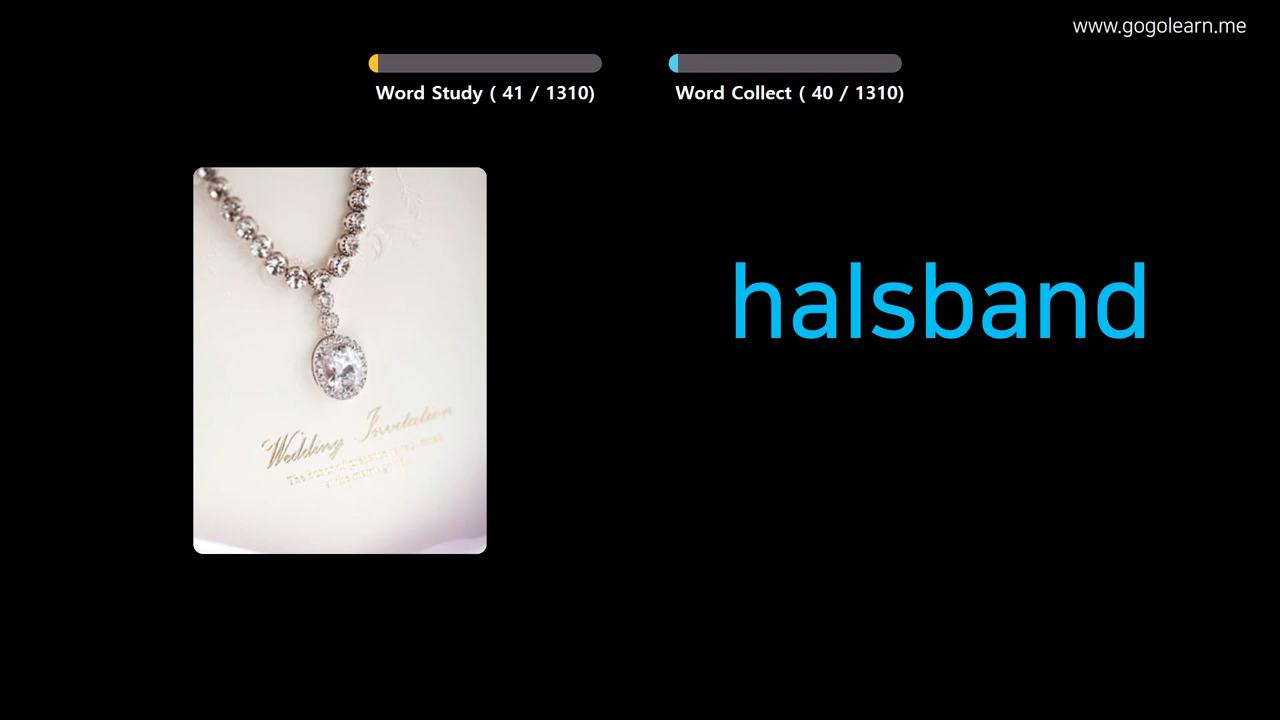 www.gogolearn.me
Word Study ( 41 / 1310)
Word Collect ( 40 / 1310)
halsband
Wedding Invitation